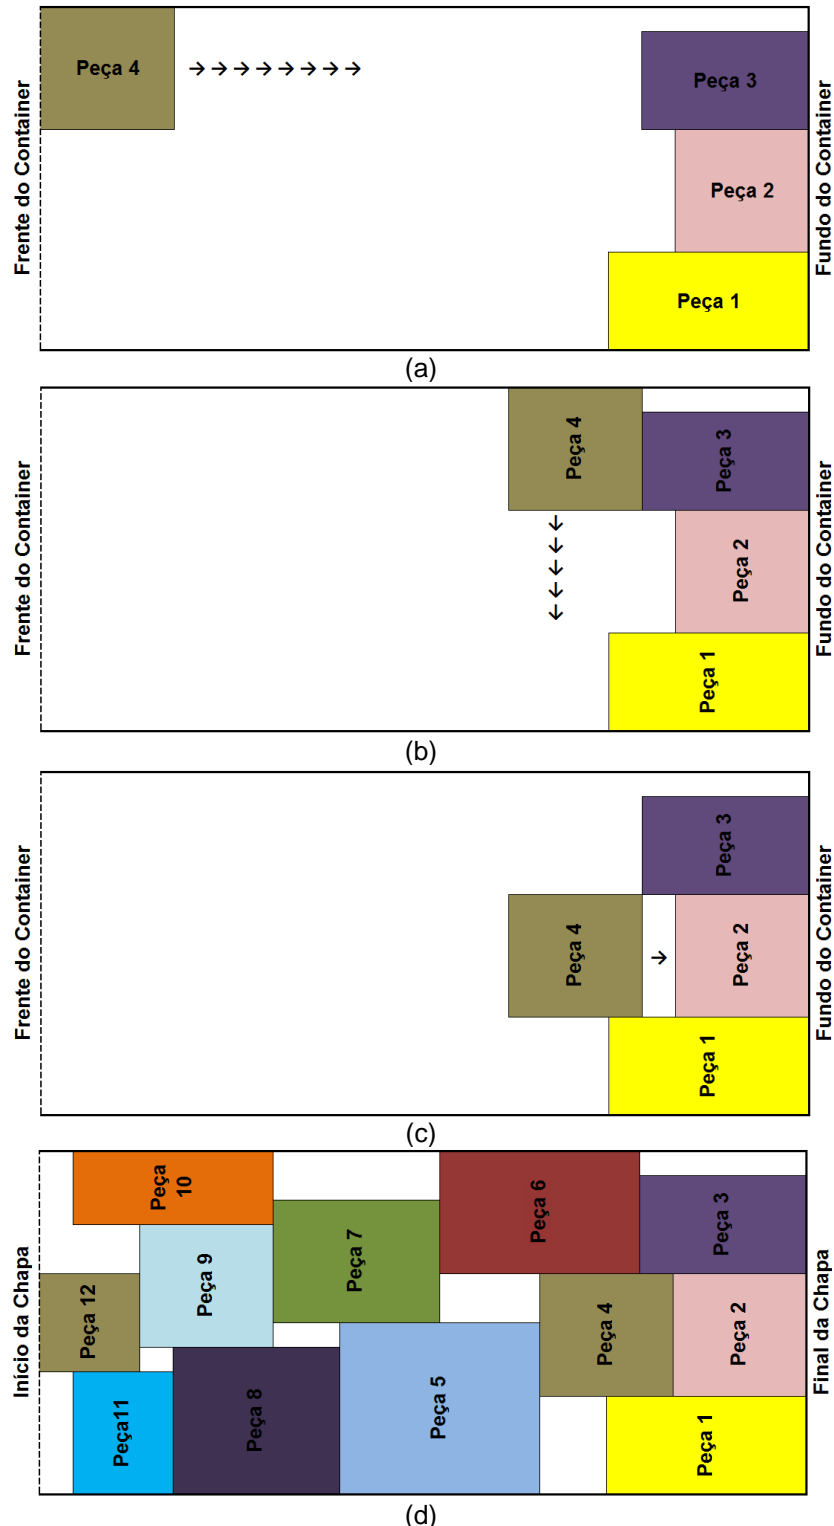 Frente do Container
Peça 4
→→→→→→→→
Peça 3
Peça 2
Peça 1
Fundo do Container
(a)
Frente do Container
Peça 4
Peça 3
Peça 2
Peça 1
Fundo do Container
(b)
Frente do Container
Peça 3
Peça 4
Peça 2
Peça 1
Fundo do Container
(c)
Início da Chapa
Peça
10
Peça 9
Peça 12
Peça11
Peça 8
Peça 7
Peça 5
Peça 6
Peça 4
Peça 3
Peça 2
Peça 1
Final da Chapa
(d)